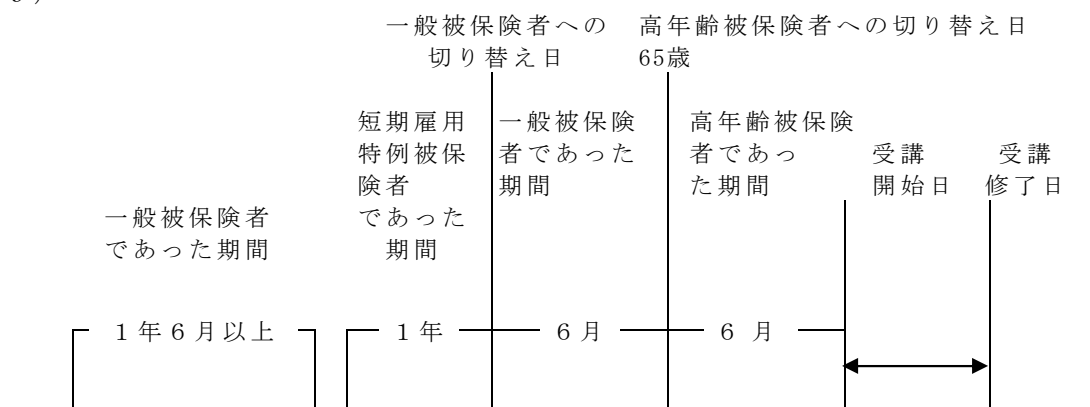 一般被保険者への 高年齢被保険者への切り替え日
切り替え日 65歳
短期雇用
特例被保
険者
であった
期間
一般被保険
者であった
期間
高年齢被保険
者であっ
た期間
受講
開始日
受講
修了日
一般被保険者
であった期間
１年６月以上
１年
６月
６月